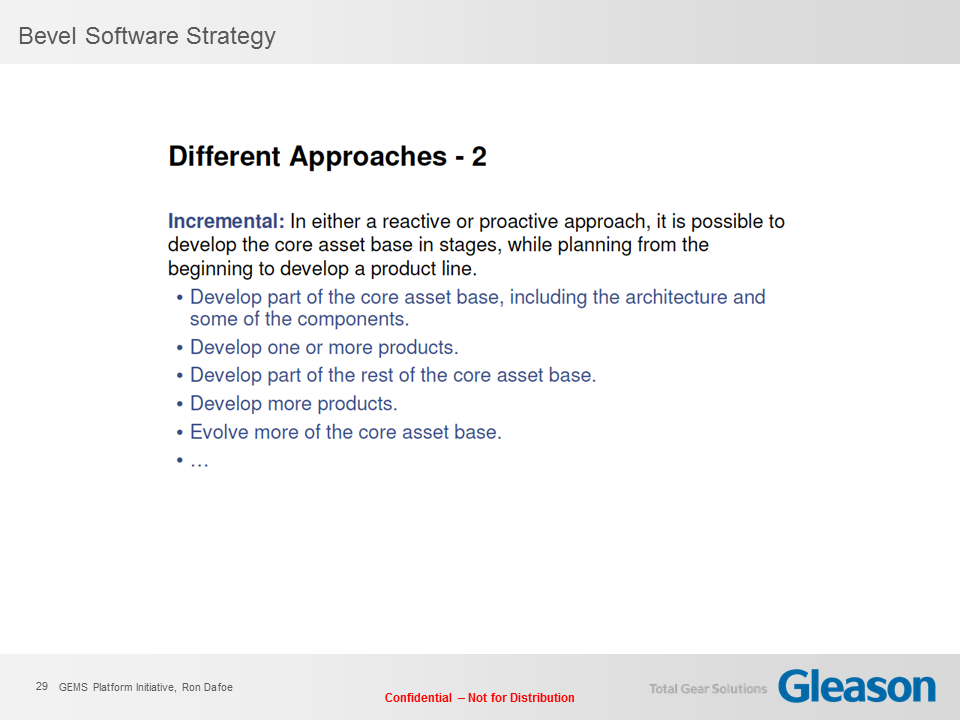 Bevel Software Strategy
Different Approaches - 2
Incremental: In either a reactive or proactive approach, it is possible to
develop the core asset base in stages, while planning from the
beginning to develop a product line.
• Develop part of the core asset base, including the architecture and
some of the components.
• Develop one or more products.
• Develop part of the rest of the core asset base.
• Develop more products.
• Evolve more of the core asset base.
• …
29 GEMS Platform Initiative, Ron Dafoe
Confidential – Not for Distribution
Total Gear Solutions Gleason